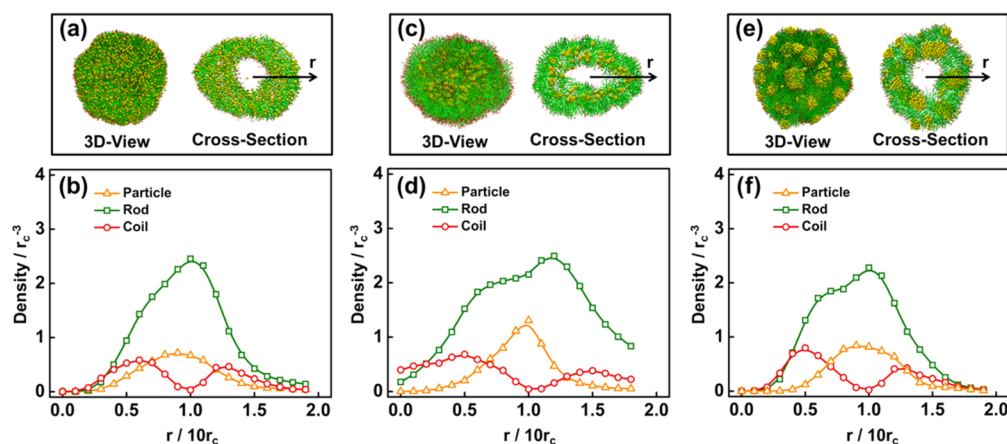 (a)
r
3D-View Cross-Section
(c)
r
3D-View Cross-Section
(e)
r
3D-View Cross-Section
(b)
Particle
Rod
Coil
Density / r_c^-3
4
3
2
1
0
0.0 0.5 1.0 1.5 2.0
r / 10r_c
(d)
Particle
Rod
Coil
Density / r_c^-3
4
3
2
1
0
0.0 0.5 1.0 1.5 2.0
r / 10r_c
(f)
Particle
Rod
Coil
Density / r_c^-3
4
3
2
1
0
0.0 0.5 1.0 1.5 2.0
r / 10r_c